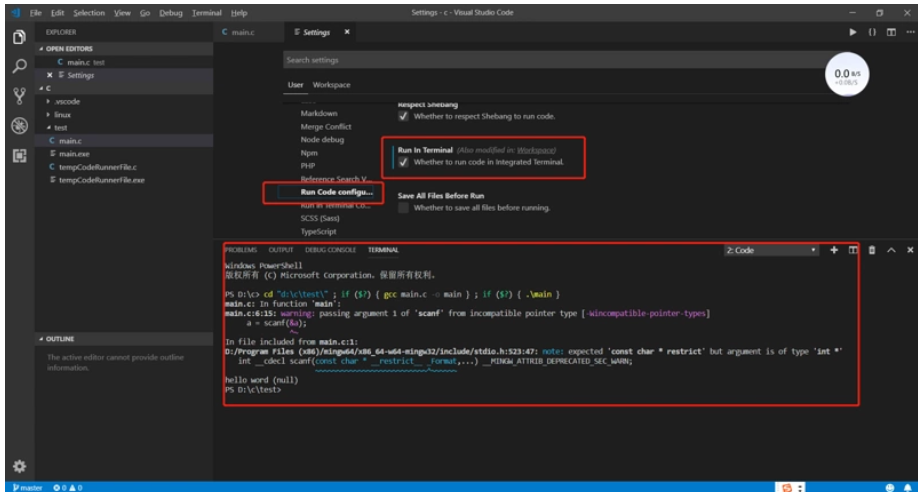 File Edit Selection View Go Debug Terminal Help
Settings - c - Visual Studio Code
EXPLORER
OPEN EDITORS
C main.c test
Settings
C
.vscode
linux
test
C main.c
main.exe
C tempCodeRunnerFile.c
tempCodeRunnerFile.exe
OUTLINE
The active editor cannot provide outline
information.
C main.c
Settings
Search settings
User Workspace
0.0 K/S
+0.0B/S
Markdown
Merge Conflict
Node debug
Npm
PHP
Reference Search V...
Run Code configu...
Run In Terminal Co...
SCSS (Sass)
TypeScript
Respect Shebang
Whether to respect Shebang to run code.
Run In Terminal (Also modified in: Workspace)
Whether to run code in Integrated Terminal.
Save All Files Before Run
Whether to save all files before running.
PROBLEMS OUTPUT DEBUG CONSOLE TERMINAL
2: Code
Windows PowerShell
版权所有 (C) Microsoft Corporation. 保留所有权利。
PS D:\c> cd "d:\c\test\" ; if ($?) { gcc main.c -o main } ; if ($?) { .\main }
main.c: In function 'main':
main.c:6:15: warning: passing argument 1 of 'scanf' from incompatible pointer type [-Wincompatible-pointer-types]
a = scanf(&a);
In file included from main.c:1:
D:/Program Files (x86)/mingw64/x86_64-w64-mingw32/include/stdio.h:523:47: note: expected 'const char * restrict' but argument is of type 'int *'
int __cdecl scanf(const char * __restrict__ _Format,...) __MINGW_ATTRIB_DEPRECATED_SEC_WARN;
hello word (null)
PS D:\c\test>
master 0 0 0